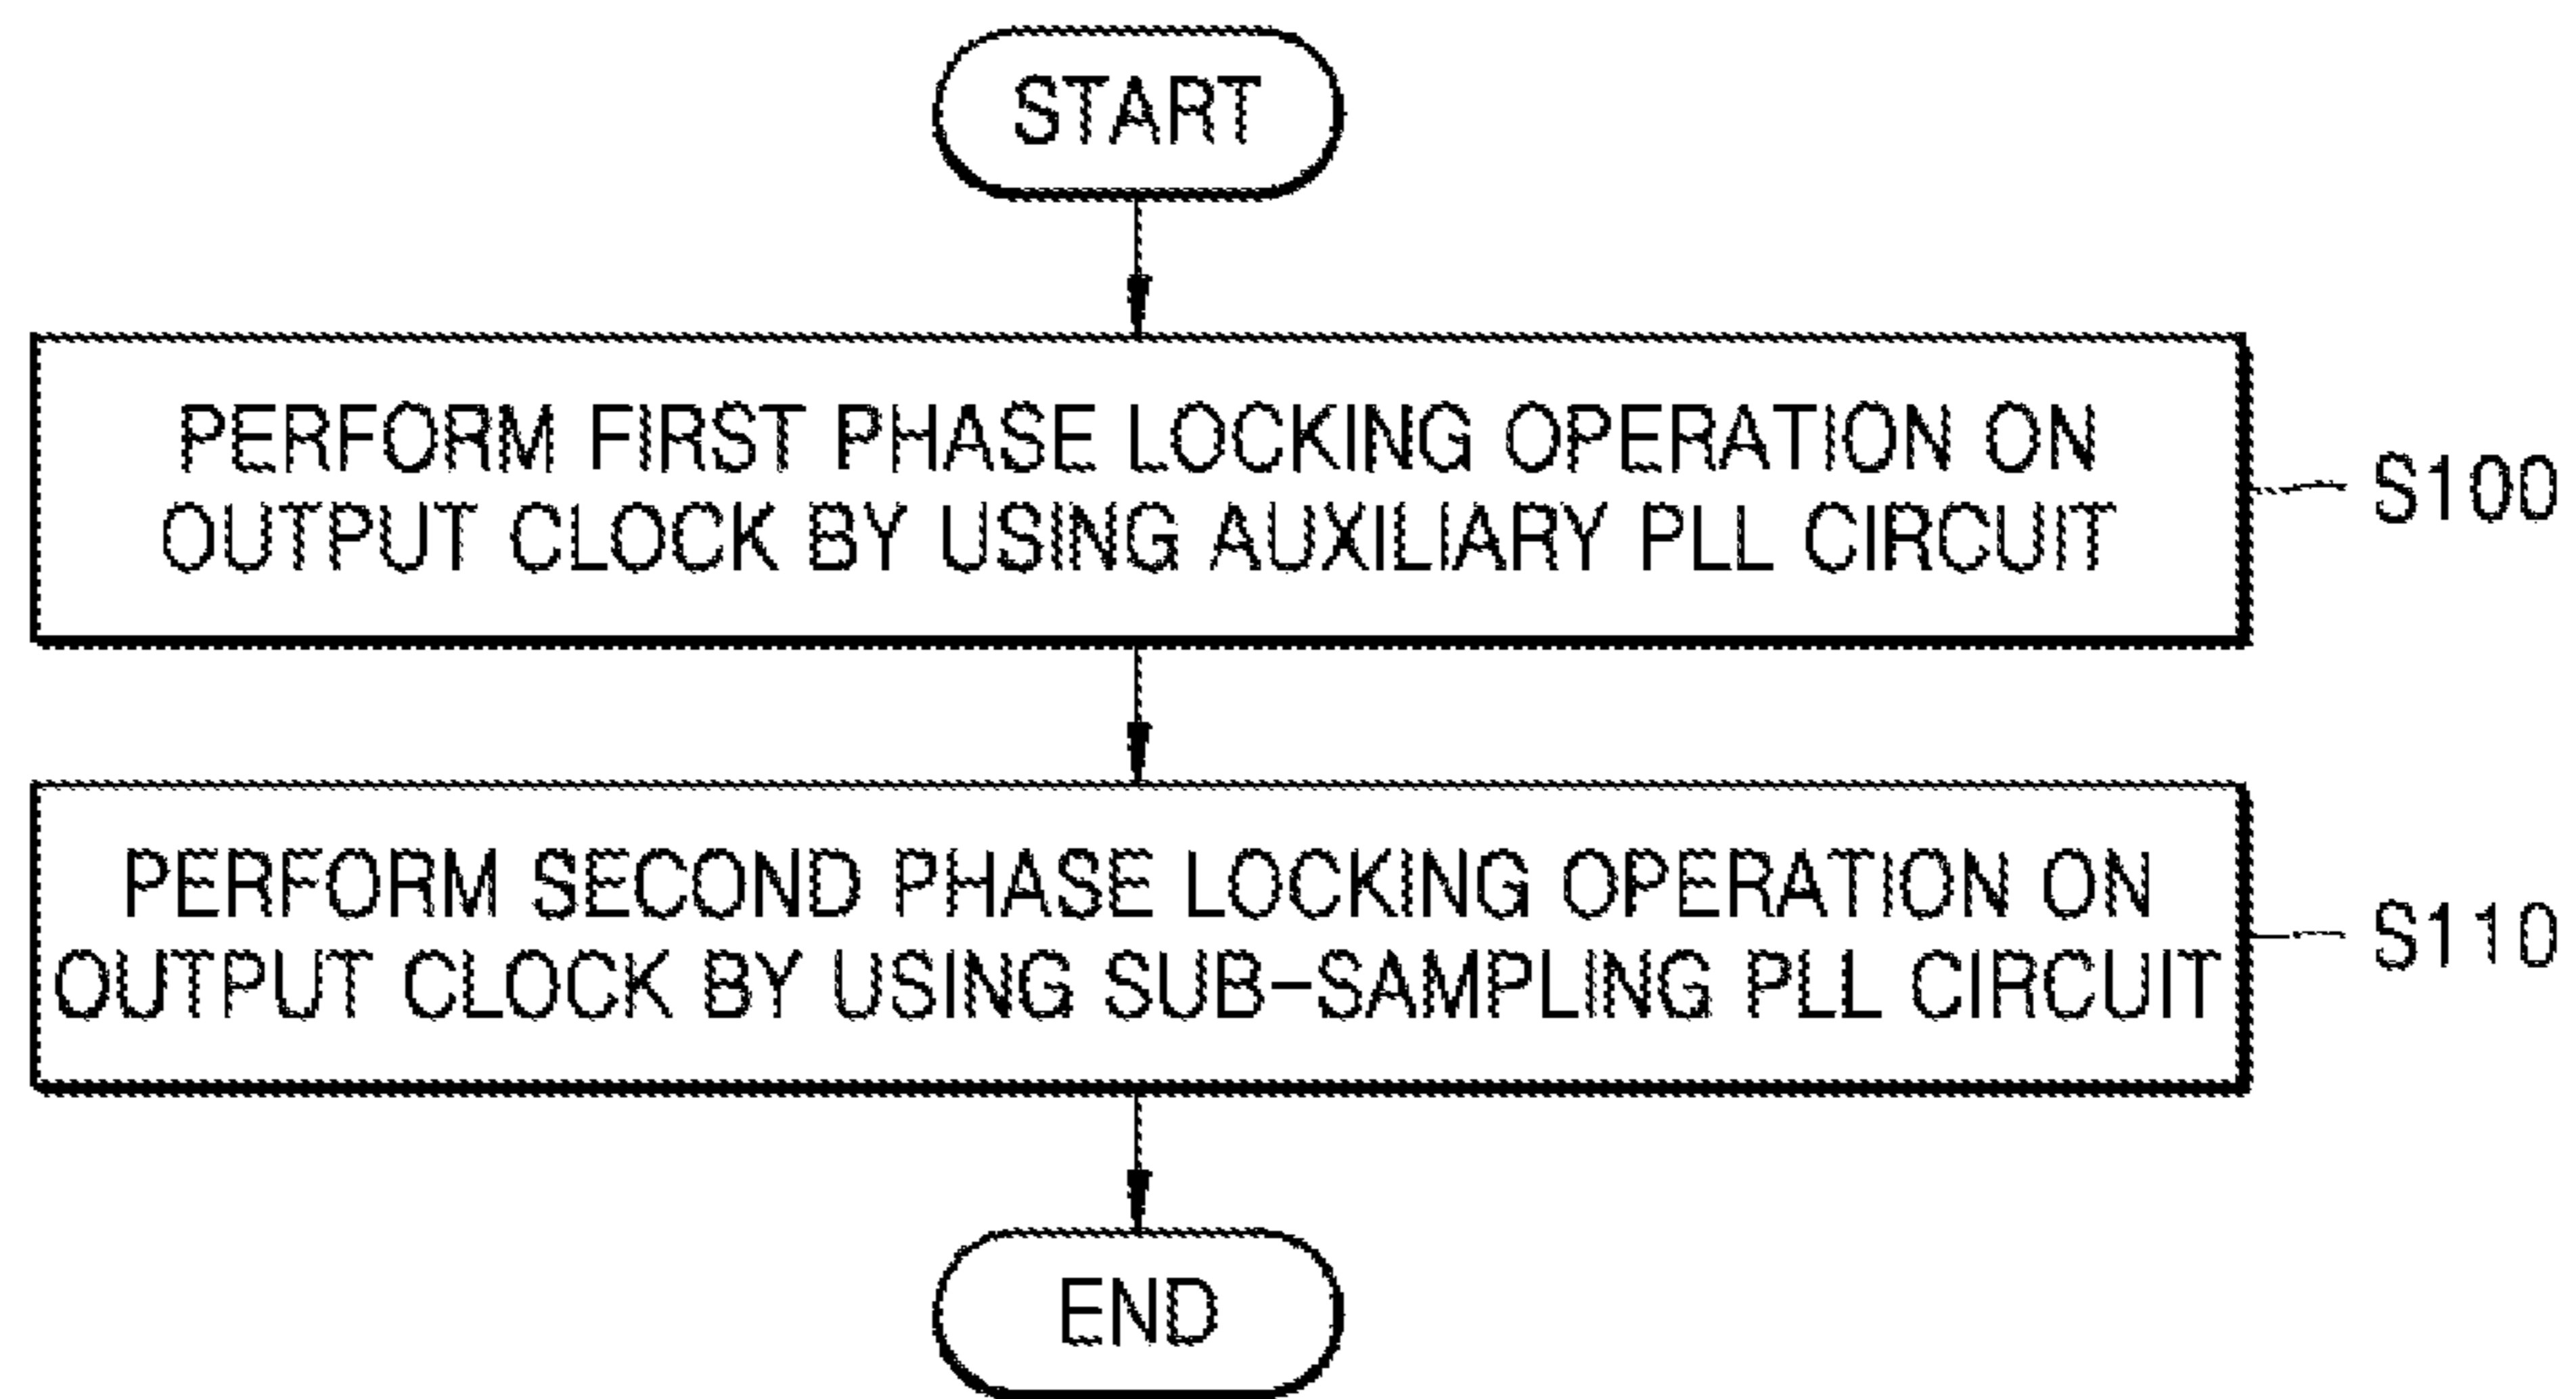 START
PERFORM FIRST PHASE LOCKING OPERATION ON
OUTPUT CLOCK BY USING AUXILIARY PLL CIRCUIT
S100
PERFORM SECOND PHASE LOCKING OPERATION ON
OUTPUT CLOCK BY USING SUB-SAMPLING PLL CIRCUIT
S110
END